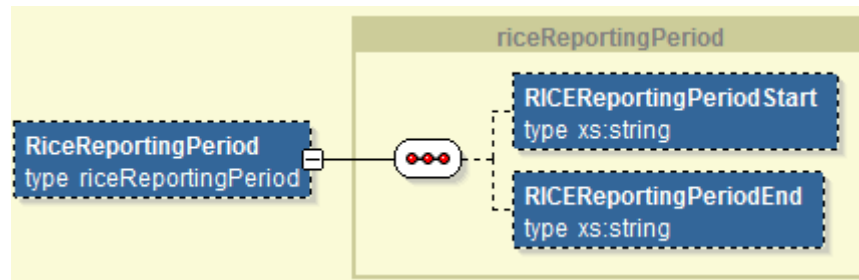 riceReportingPeriod
RICEReportingPeriodStart
type xs:string
RiceReportingPeriod
type riceReportingPeriod
RICEReportingPeriodEnd
type xs:string